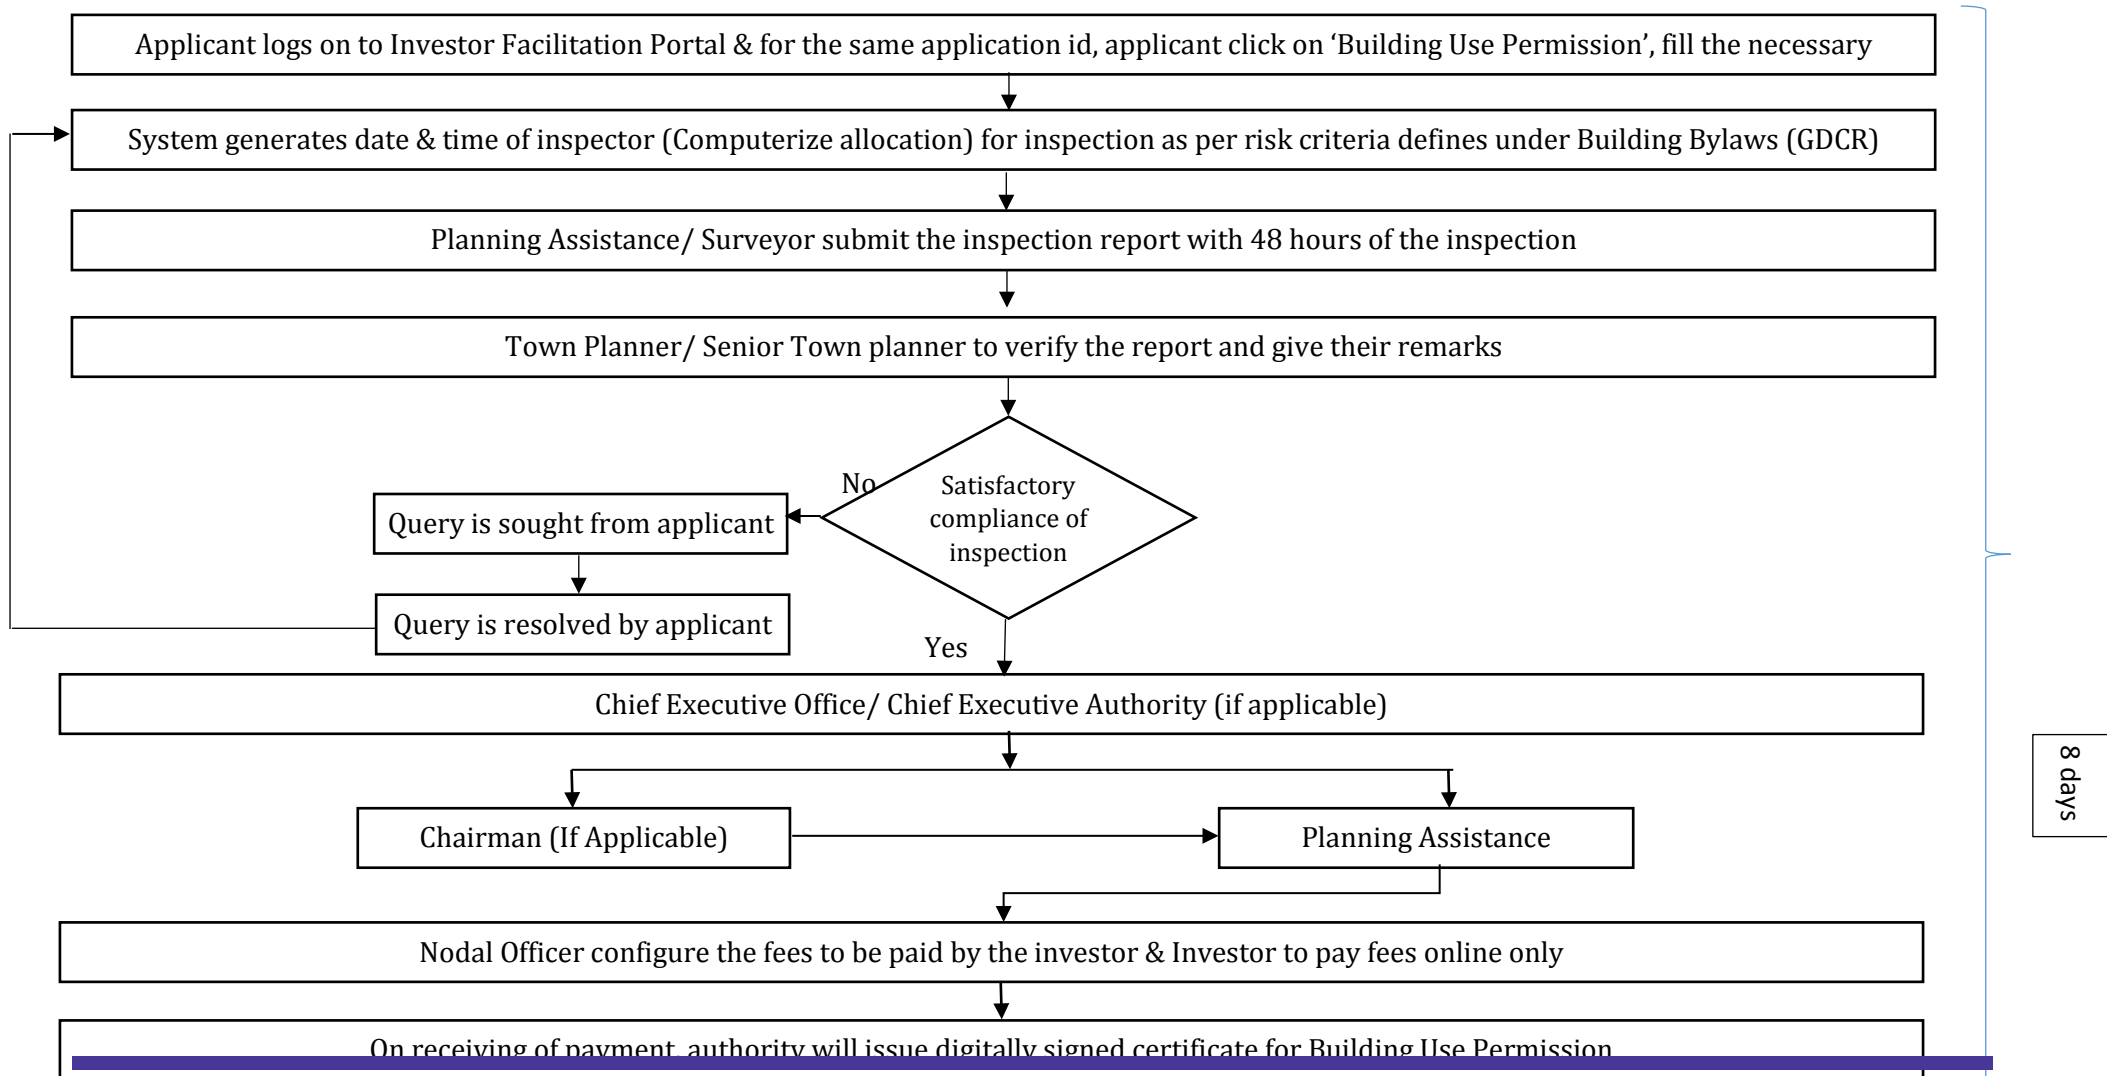 Applicant logs on to Investor Facilitation Portal & for the same application id, applicant click on ‘Building Use Permission’, fill the necessary
System generates date & time of inspector (Computerize allocation) for inspection as per risk criteria defines under Building Bylaws (GDCR)
Planning Assistance/ Surveyor submit the inspection report with 48 hours of the inspection
Town Planner/ Senior Town planner to verify the report and give their remarks
No
Satisfactory
compliance of
inspection
Query is sought from applicant
Query is resolved by applicant
Yes
Chief Executive Office/ Chief Executive Authority (if applicable)
8 days
Chairman (If Applicable)
Planning Assistance
Nodal Officer configure the fees to be paid by the investor & Investor to pay fees online only
On receiving of payment, authority will issue digitally signed certificate for Building Use Permission